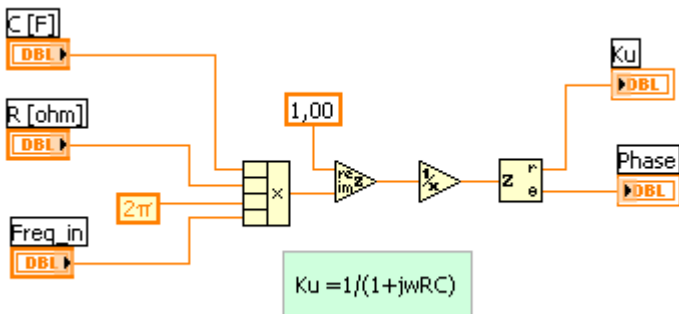 C [F]
DBL
R [ohm]
DBL
2π
Freq_in
DBL
x
1,00
re
im
z
1/x
z
r
θ
Ku
DBL
Phase
DBL
Ku =1/(1+jwRC)